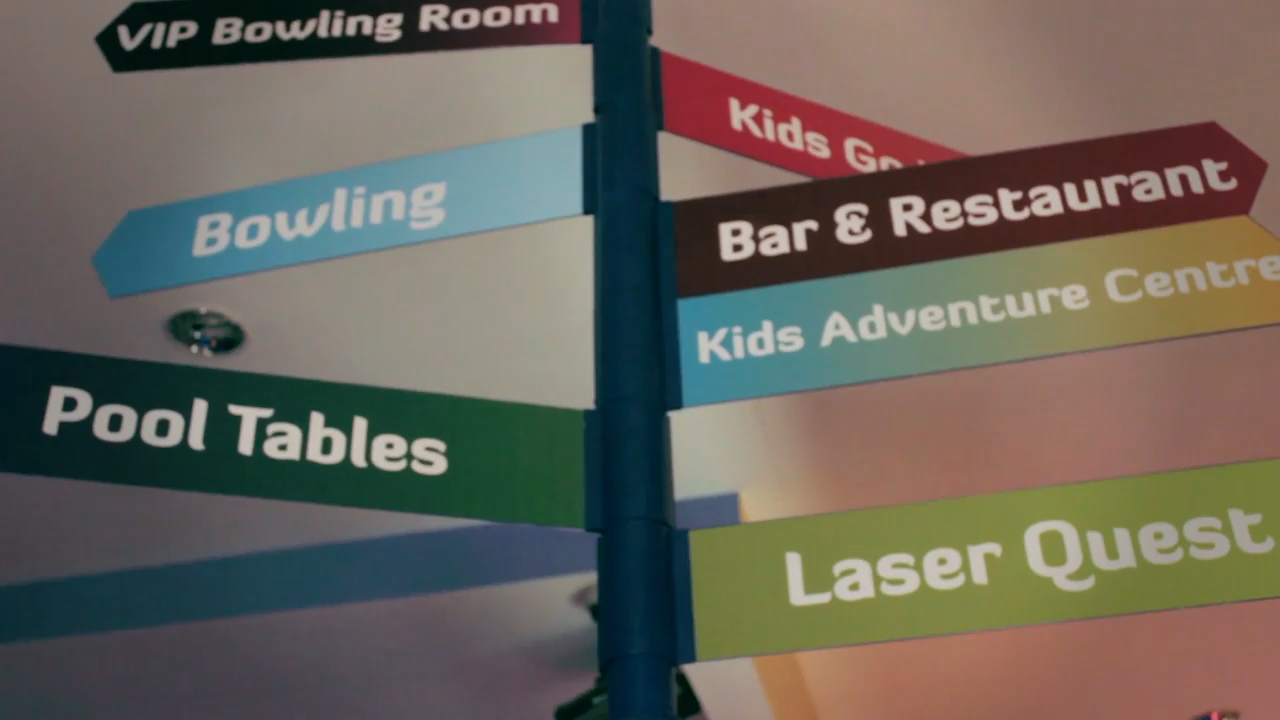 VIP Bowling Room
Kids
Bowling
Bar & Restaurant
Kids Adventure Centre
Pool Tables
Laser Quest